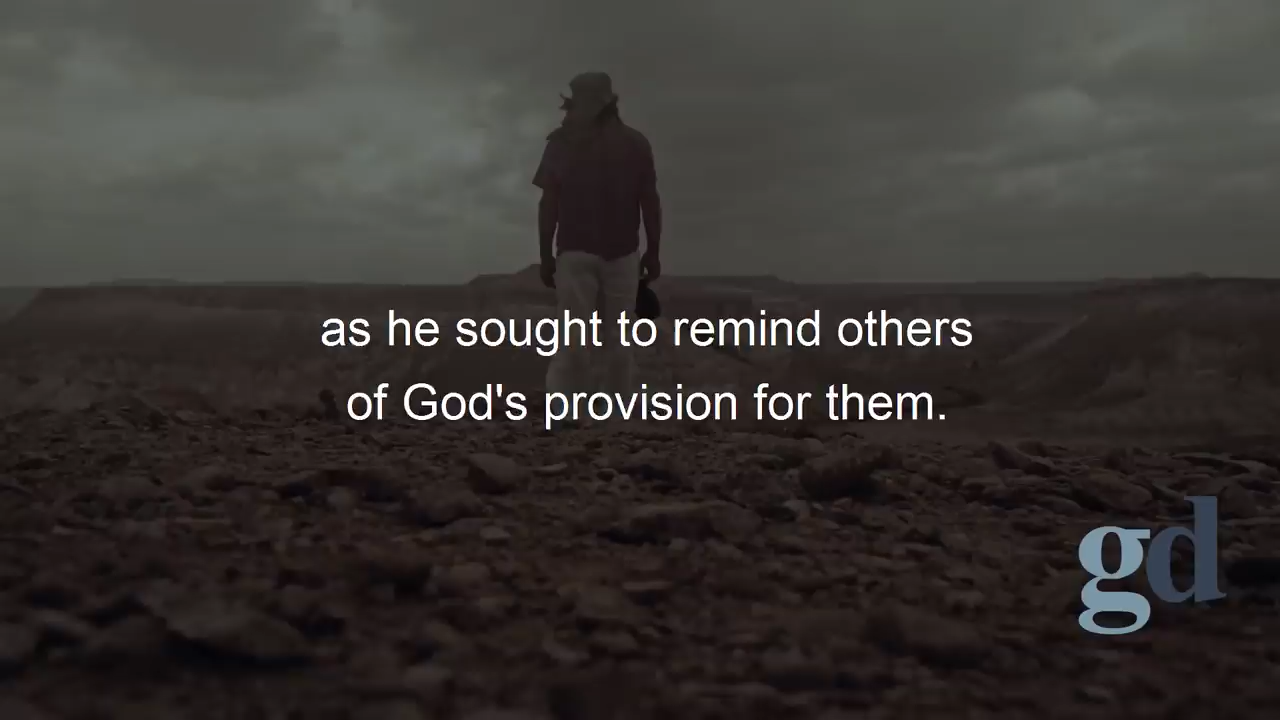 as he sought to remind others
of God's provision for them.
gd